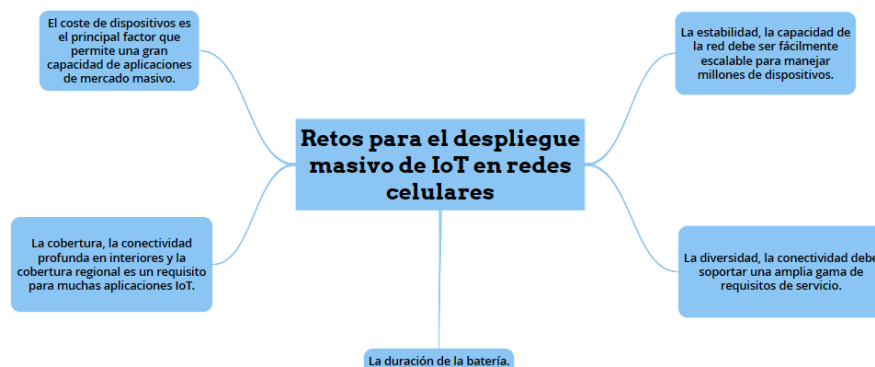 El coste de dispositivos es
el principal factor que
permite una gran
capacidad de aplicaciones
de mercado masivo.
La estabilidad, la capacidad de
la red debe ser fácilmente
escalable para manejar
millones de dispositivos.
Retos para el despliegue
masivo de IoT en redes
celulares
La cobertura, la conectividad
profunda en interiores y la
cobertura regional es un requisito
para muchas aplicaciones IoT.
La diversidad, la conectividad debe
soportar una amplia gama de
requisitos de servicio.
La duración de la batería.